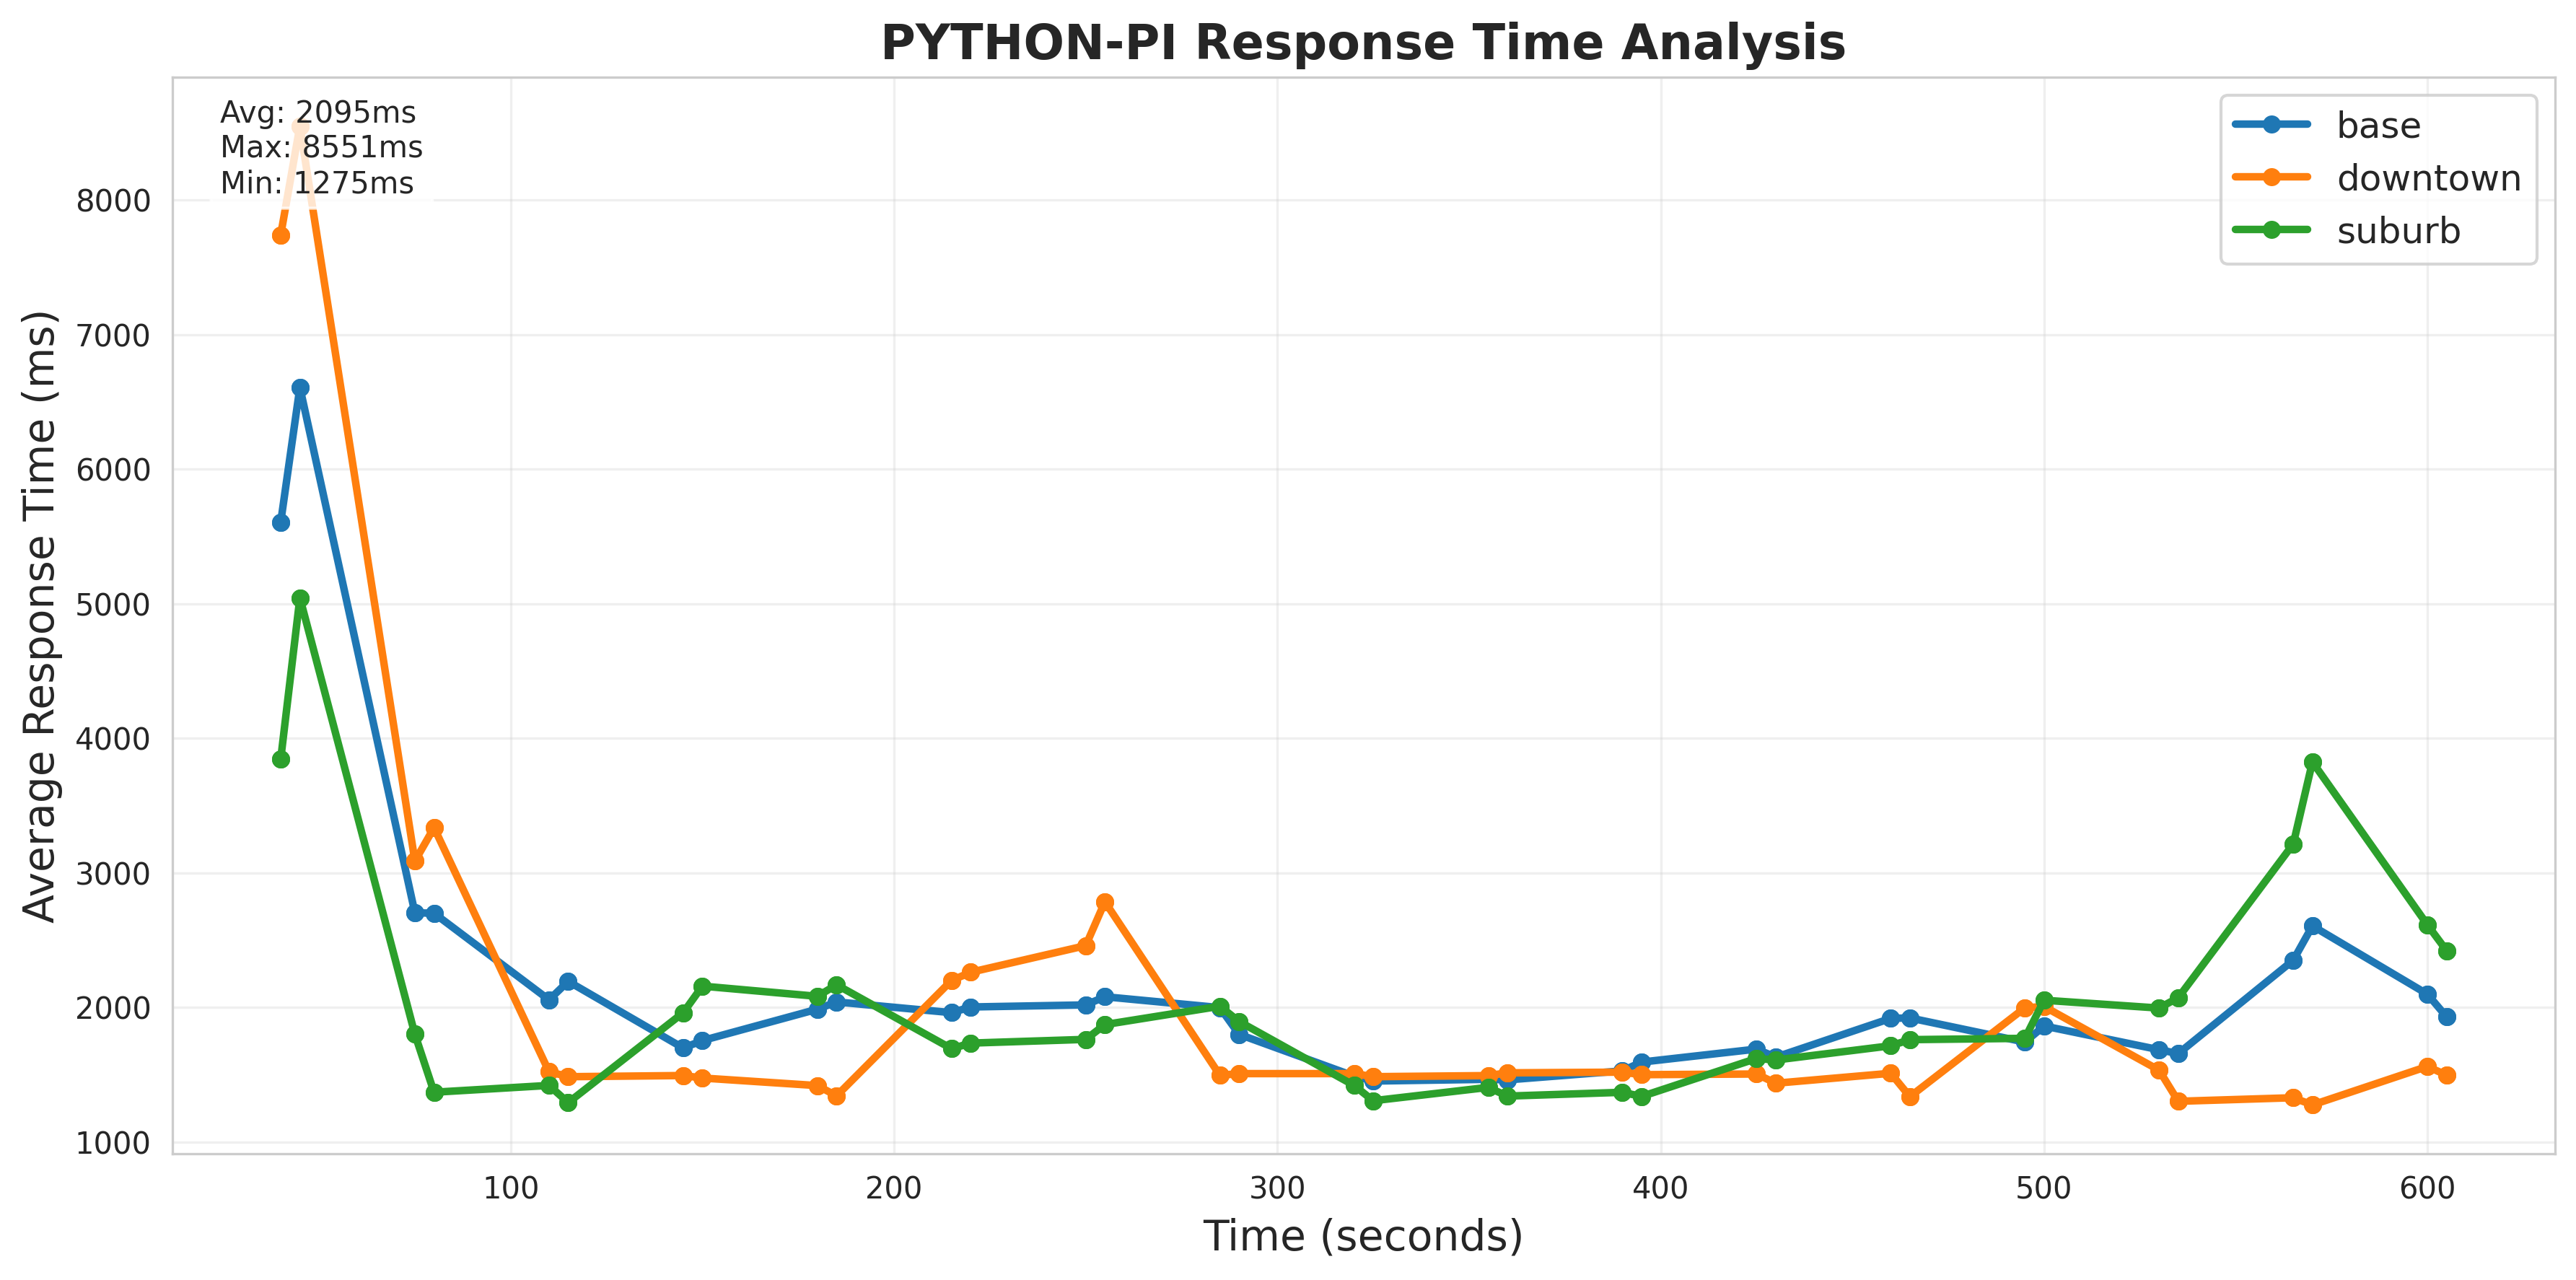 PYTHON-PI Response Time Analysis
Avg: 2095ms
Max: 8551ms
Min: 1275ms
base
downtown
suburb
Average Response Time (ms)
8000
7000
6000
5000
4000
3000
2000
1000
100
200
300
400
500
600
Time (seconds)